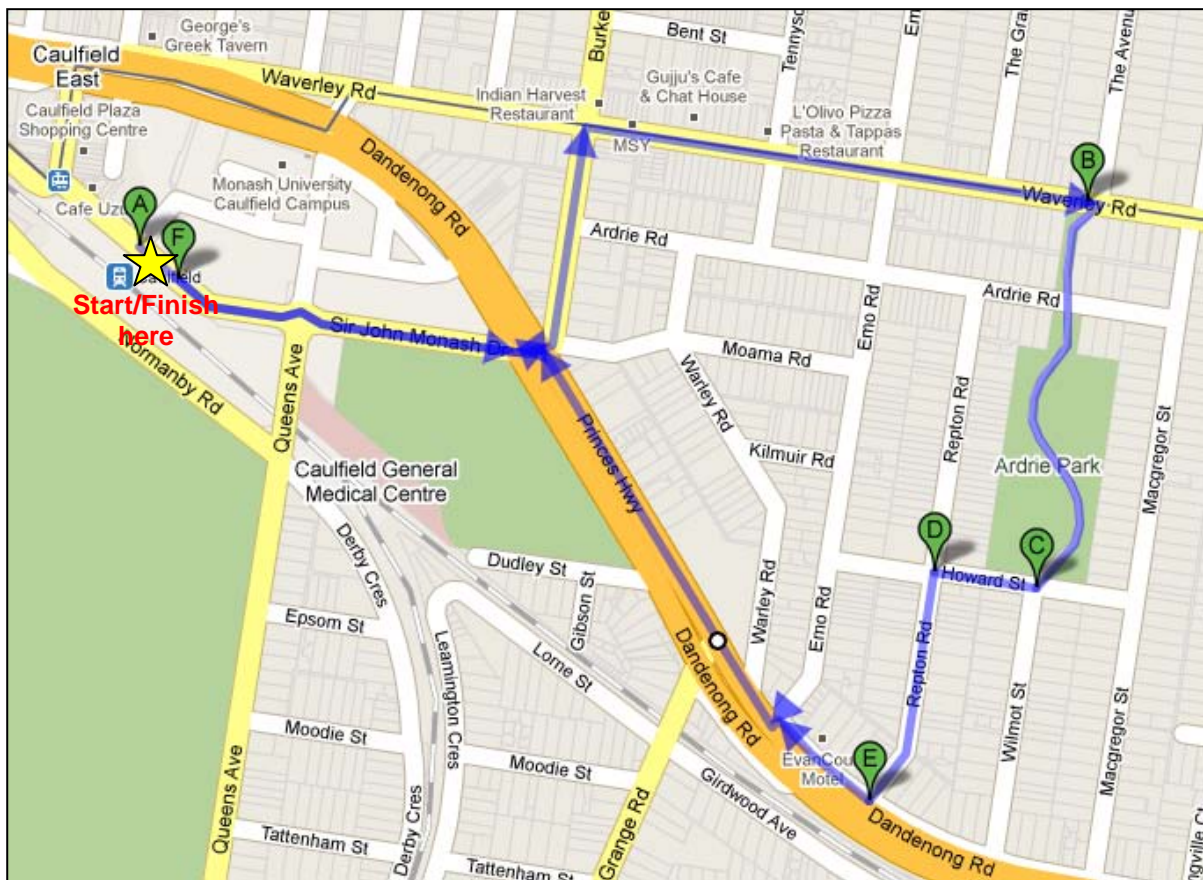 George's
Greek Tavern
Caulfield
East
Caulfield Plaza
Shopping Centre
Waverley Rd
Bent St
Burke
Tennyso
Em
The Gra
The Avenu
Indian Harvest
Restaurant
Gujju's Cafe
& Chat House
MSY
L'Olivo Pizza
Pasta & Tappas
Restaurant
Dandenong Rd
Monash University
Caulfield Campus
Cafe Uzu
A
F
B
Waverley Rd
Start/Finish
here
Ardrie Rd
Ardrie Rd
Sir John Monash Dr
Normanby Rd
Queens Ave
Moama Rd
Emo Rd
Warley Rd
Repton Rd
Kilmuir Rd
Ardrie Park
Macgregor St
Princes Hwy
Caulfield General
Medical Centre
Derby Cres
Dudley St
Gibson St
D
C
Howard St
Warley Rd
Emo Rd
Repton Rd
Epsom St
Leamington Cres
Lorne St
Dandenong Rd
Wilmot St
Macgregor St
Moodie St
Moodie St
EvanCou
Motel
E
Queens Ave
Girdwood Ave
Dandenong Rd
Grange Rd
Tattenham St
Derby Cres
Tattenham St
ngville Ct